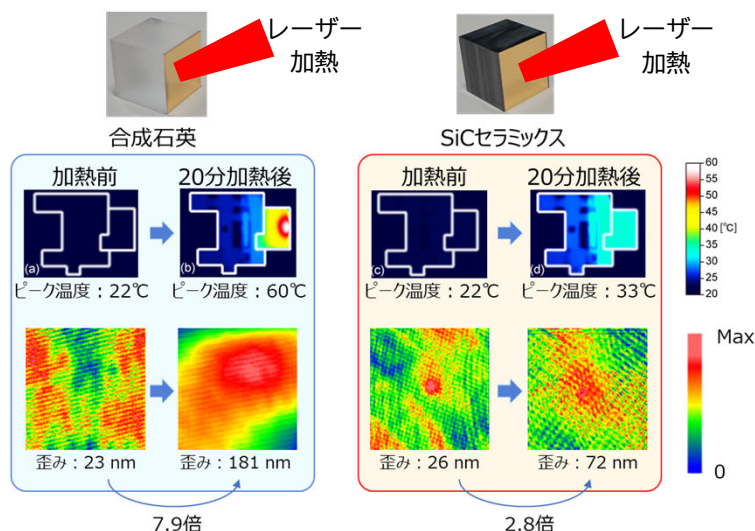 レーザー
加熱
レーザー
加熱
合成石英
SiCセラミックス
加熱前
20分加熱後
(a)
(b)
ピーク温度：22℃
ピーク温度：60℃
歪み：23 nm
歪み：181 nm
7.9倍
加熱前
20分加熱後
(c)
(d)
ピーク温度：22℃
ピーク温度：33℃
歪み：26 nm
歪み：72 nm
2.8倍
60
55
50
45
[℃]
40
35
30
25
20
Max
0